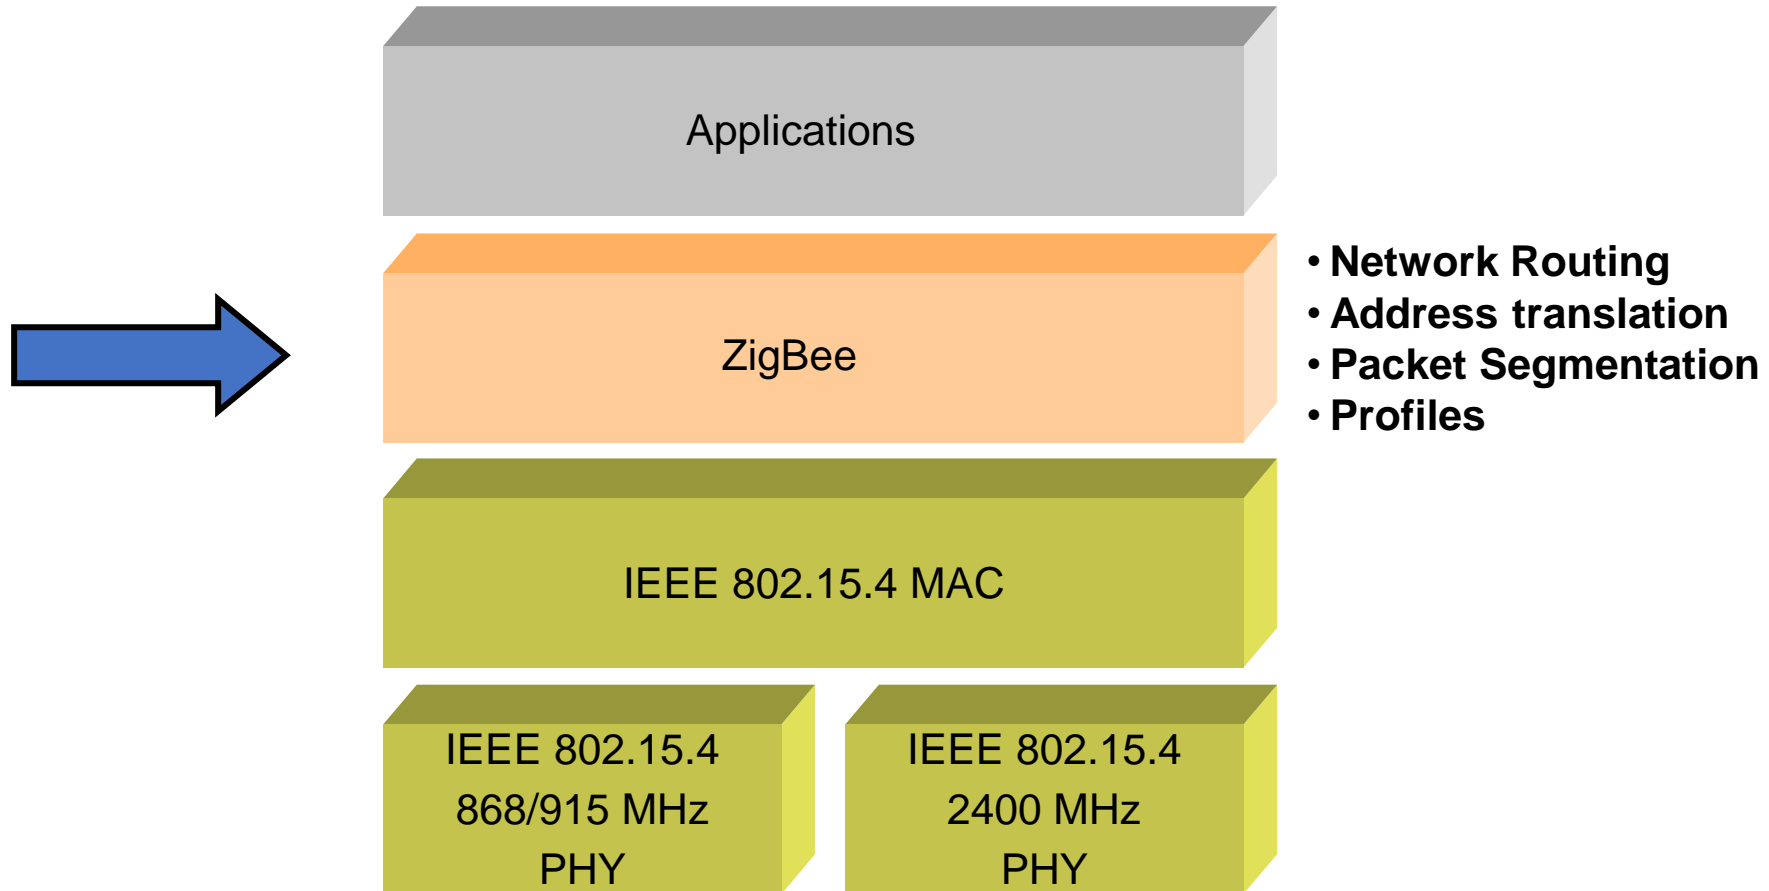 Applications
ZigBee
• Network Routing
• Address translation
• Packet Segmentation
• Profiles
IEEE 802.15.4 MAC
IEEE 802.15.4
868/915 MHz
PHY
IEEE 802.15.4
2400 MHz
PHY